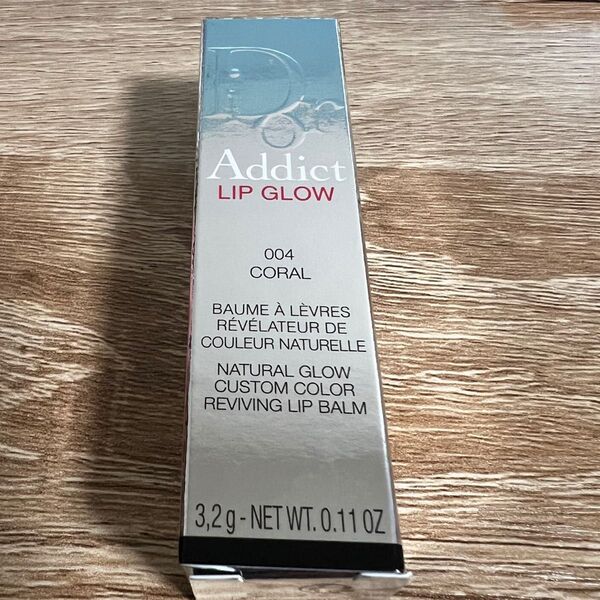 Dior
Addict
LIP GLOW
004
CORAL
BAUME À LÈVRES
RÉVÉLATEUR DE
COULEUR NATURELLE
NATURAL GLOW
CUSTOM COLOR
REVIVING LIP BALM
3,2 g - NET WT. 0.11 OZ